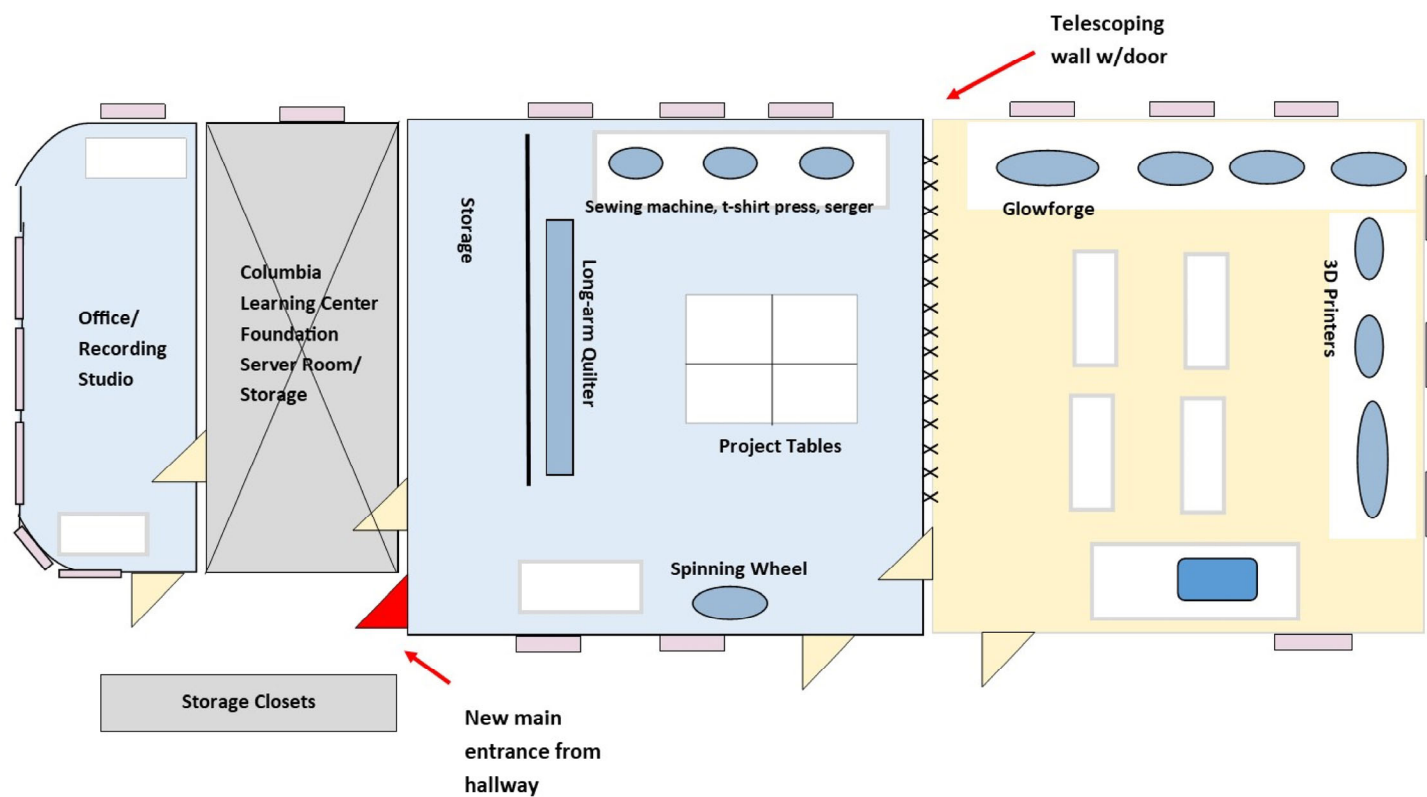 Telescoping
wall w/door
Storage
Sewing machine, t-shirt press, serger
Glowforge
Columbia
Learning Center
Foundation
Server Room/
Storage
Long-arm Quilter
3D Printers
Office/
Recording
Studio
Project Tables
Spinning Wheel
Storage Closets
New main
entrance from
hallway